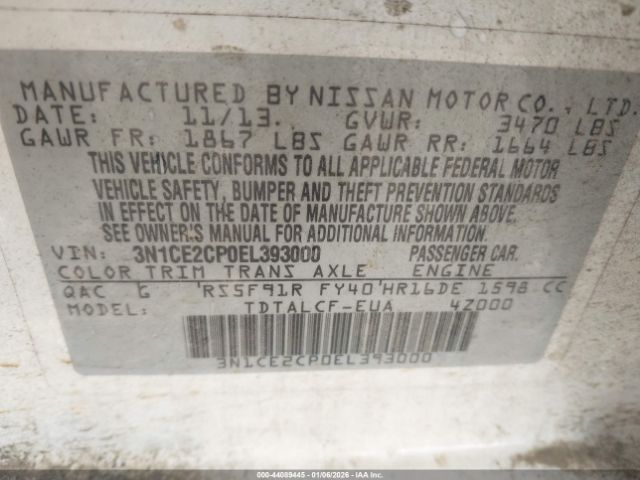 MANUFACTURED BY NISSAN MOTOR CO., LTD.
DATE: 11/13. GVWR: 3470 LBS
GAWR FR: 1867 LBS GAWR RR: 1664 LBS
THIS VEHICLE CONFORMS TO ALL APPLICABLE FEDERAL MOTOR
VEHICLE SAFETY, BUMPER AND THEFT PREVENTION STANDARDS
IN EFFECT ON THE DATE OF MANUFACTURE SHOWN ABOVE.
SEE OWNER'S MANUAL FOR ADDITIONAL INFORMATION.
VIN: 3N1CE2CP0EL393000 PASSENGER CAR.
COLOR TRIM TRANS AXLE ENGINE
QAC G RS5F91R FY40 HR16DE 1598 CC
MODEL: TDTALCF-EUA 4Z000
3N1CE2CP0EL393000
000-44089445 - 01/06/2026 - IAAI.COM